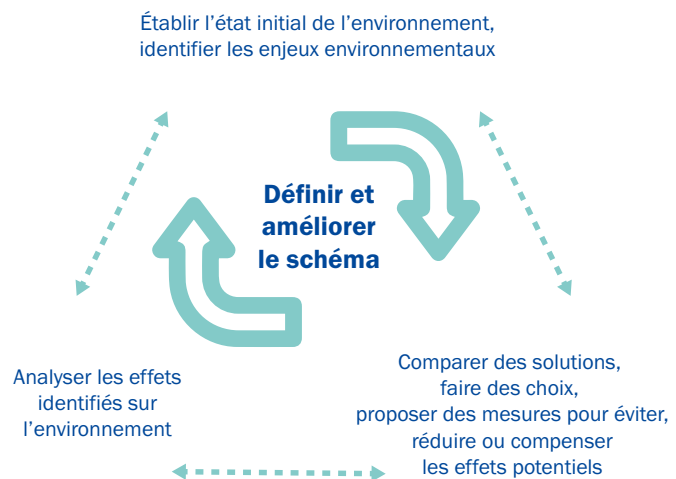 Établir l’état initial de l’environnement,
identifier les enjeux environnementaux
Définir et
améliorer
le schéma
Analyser les effets
identifiés sur
l’environnement
Comparer des solutions,
faire des choix,
proposer des mesures pour éviter,
réduire ou compenser
les effets potentiels